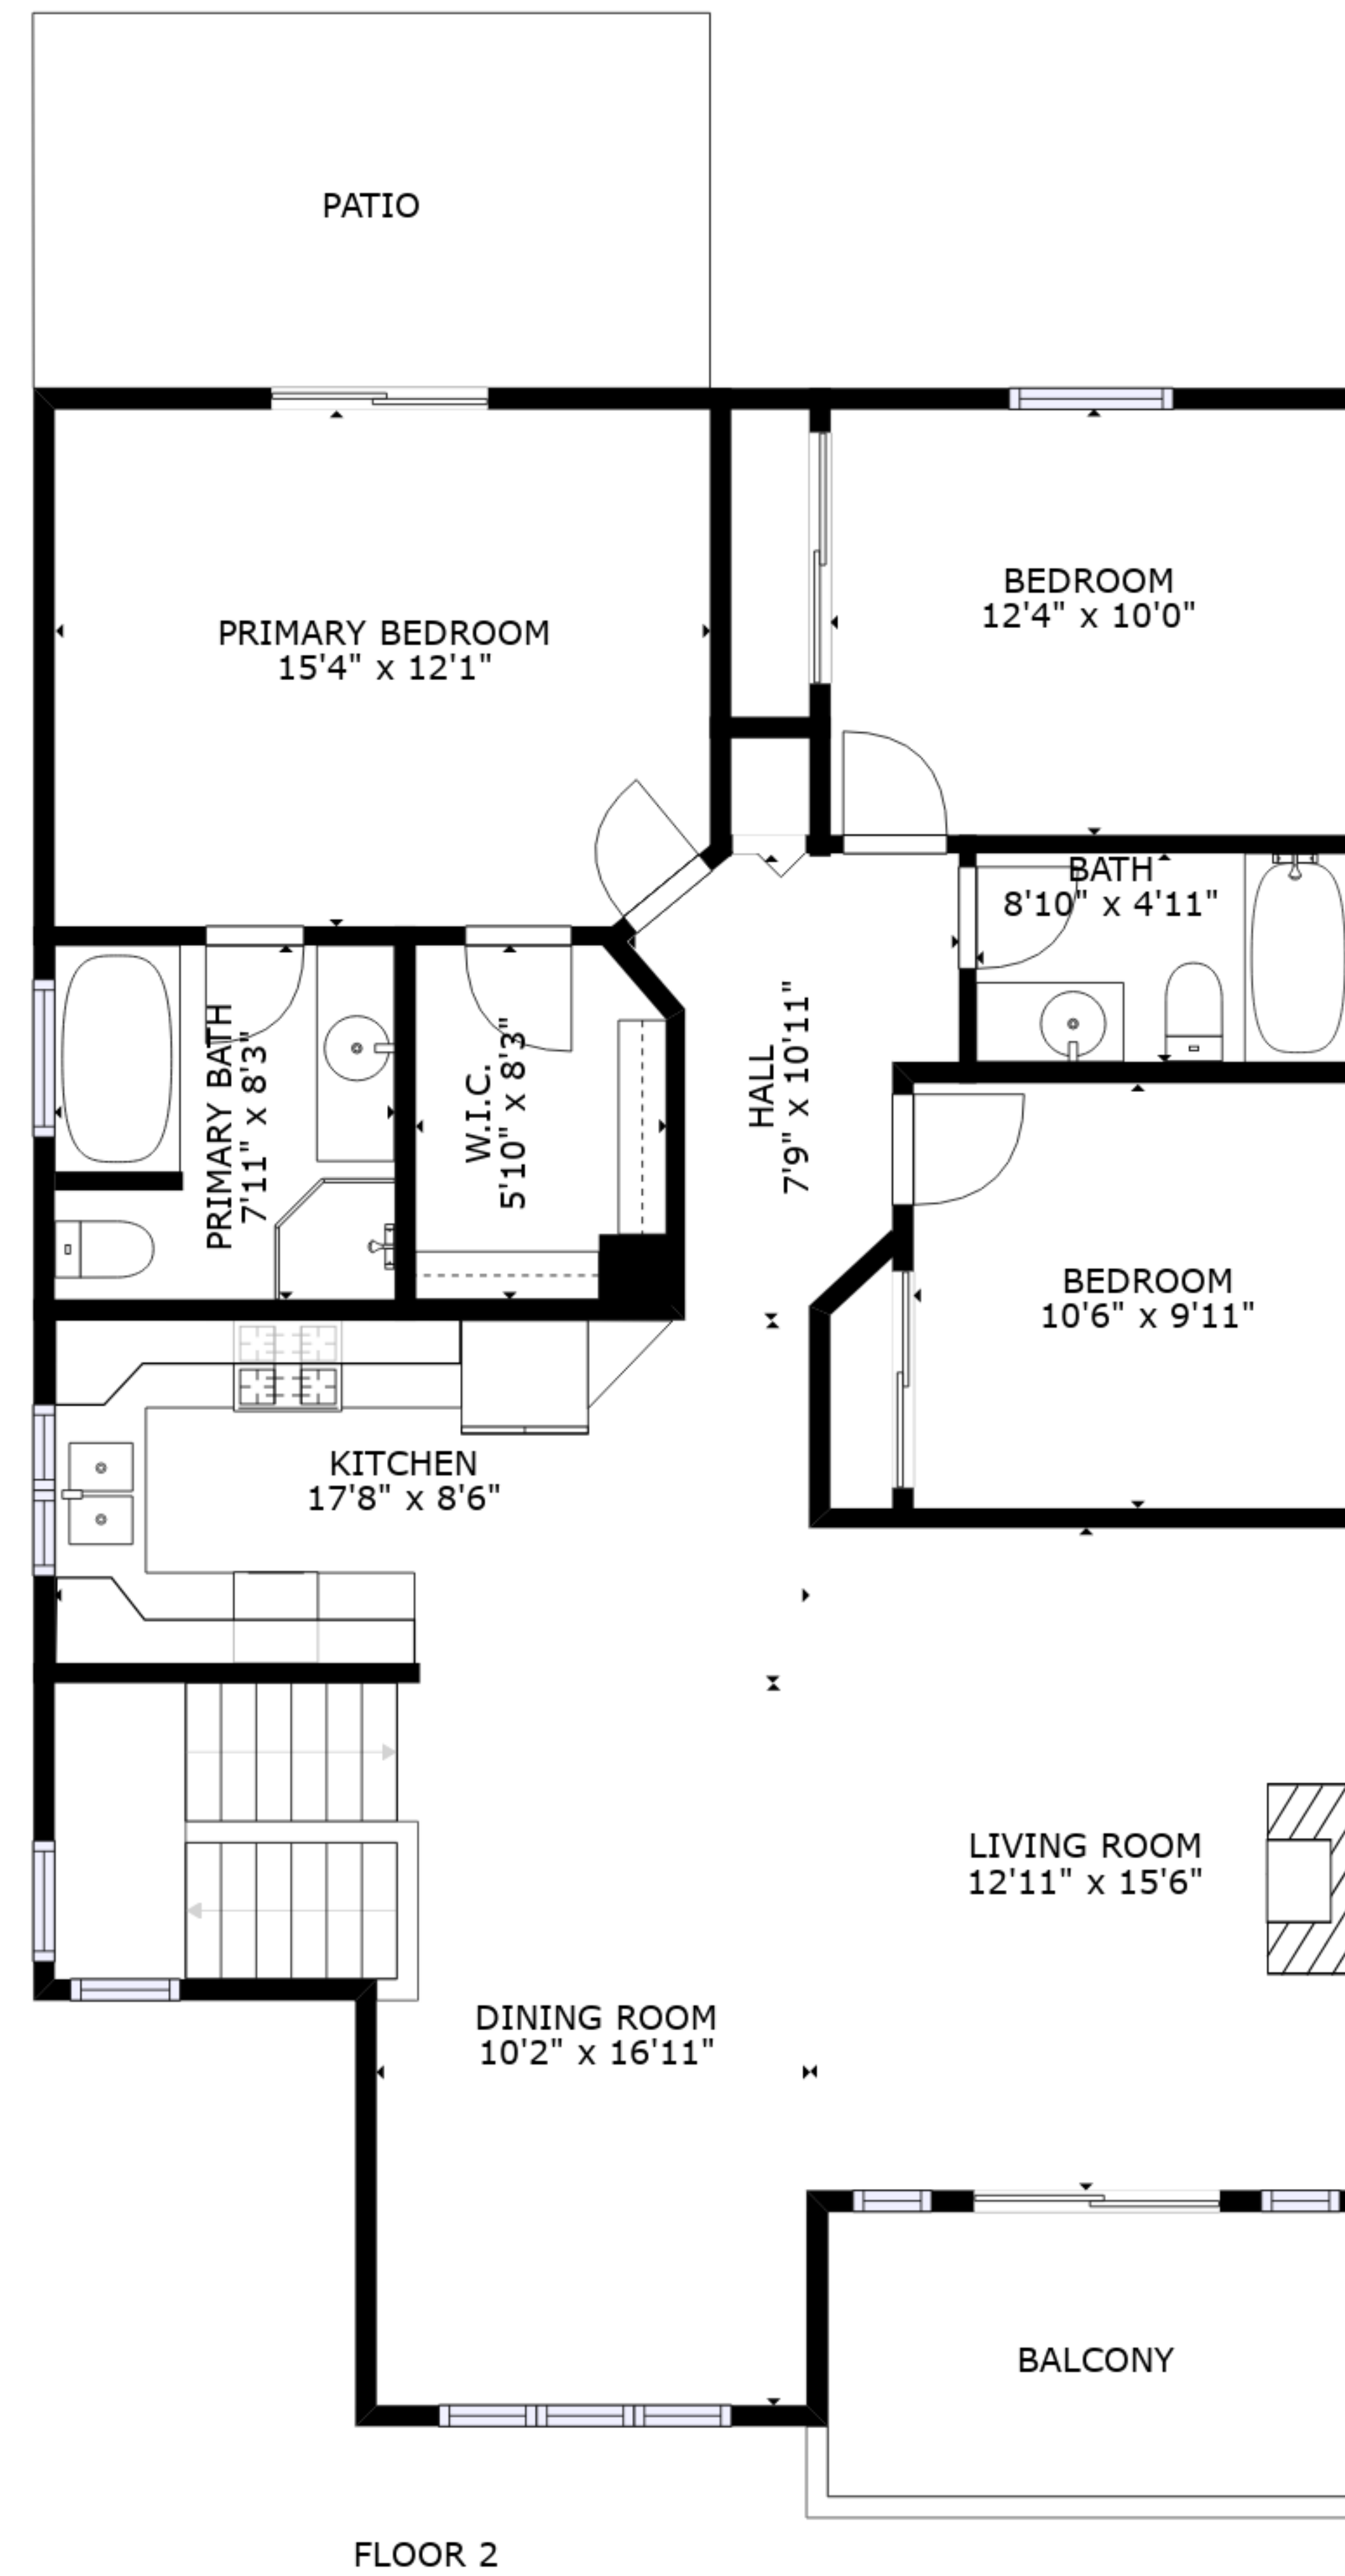 PATIO
PRIMARY BEDROOM
15'4" x 12'1"
BEDROOM
12'4" x 10'0"
BATH
8'10" x 4'11"
PRIMARY BATH
7'11" x 8'3"
W.I.C.
5'10" x 8'3"
HALL
7'9" x 10'11"
BEDROOM
10'6" x 9'11"
KITCHEN
17'8" x 8'6"
LIVING ROOM
12'11" x 15'6"
DINING ROOM
10'2" x 16'11"
BALCONY
FLOOR 2